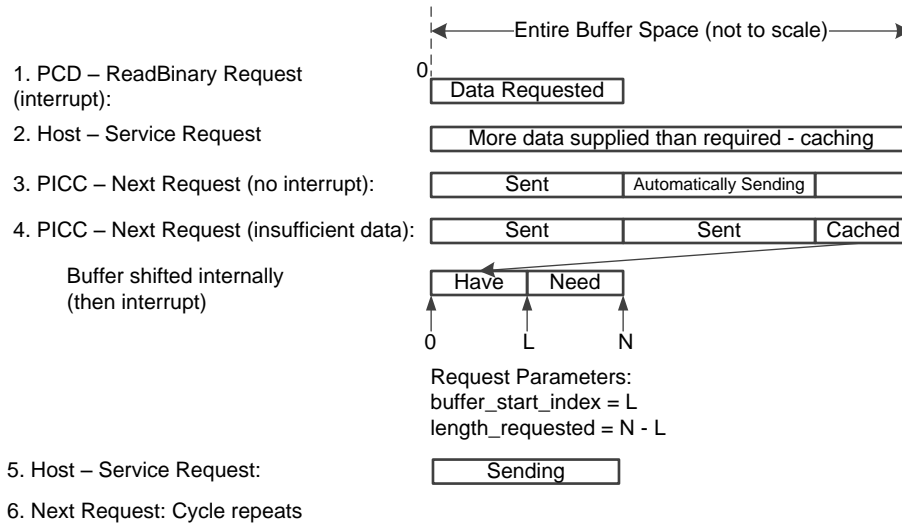 Entire Buffer Space (not to scale)
0
1. PCD – ReadBinary Request
(interrupt):
Data Requested
2. Host – Service Request
More data supplied than required - caching
3. PICC – Next Request (no interrupt):
Sent
Automatically Sending
4. PICC – Next Request (insufficient data):
Sent
Sent
Cached
Buffer shifted internally
(then interrupt)
Have
Need
0
L
N
Request Parameters:
buffer_start_index = L
length_requested = N - L
5. Host – Service Request:
Sending
6. Next Request: Cycle repeats